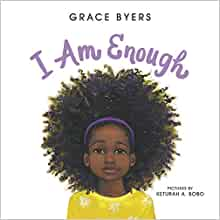 GRACE BYERS
I Am Enough
PICTURES BY
KETURAH A. BOBO